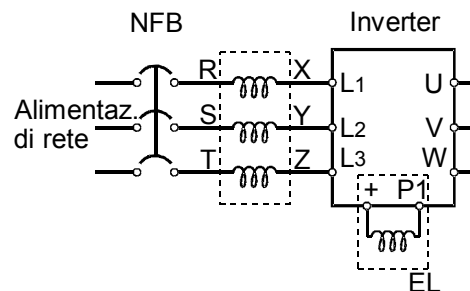 NFB Inverter
R X L1 U
Alimentaz.
di rete
S Y L2 V
T Z L3 W
+ P1
EL